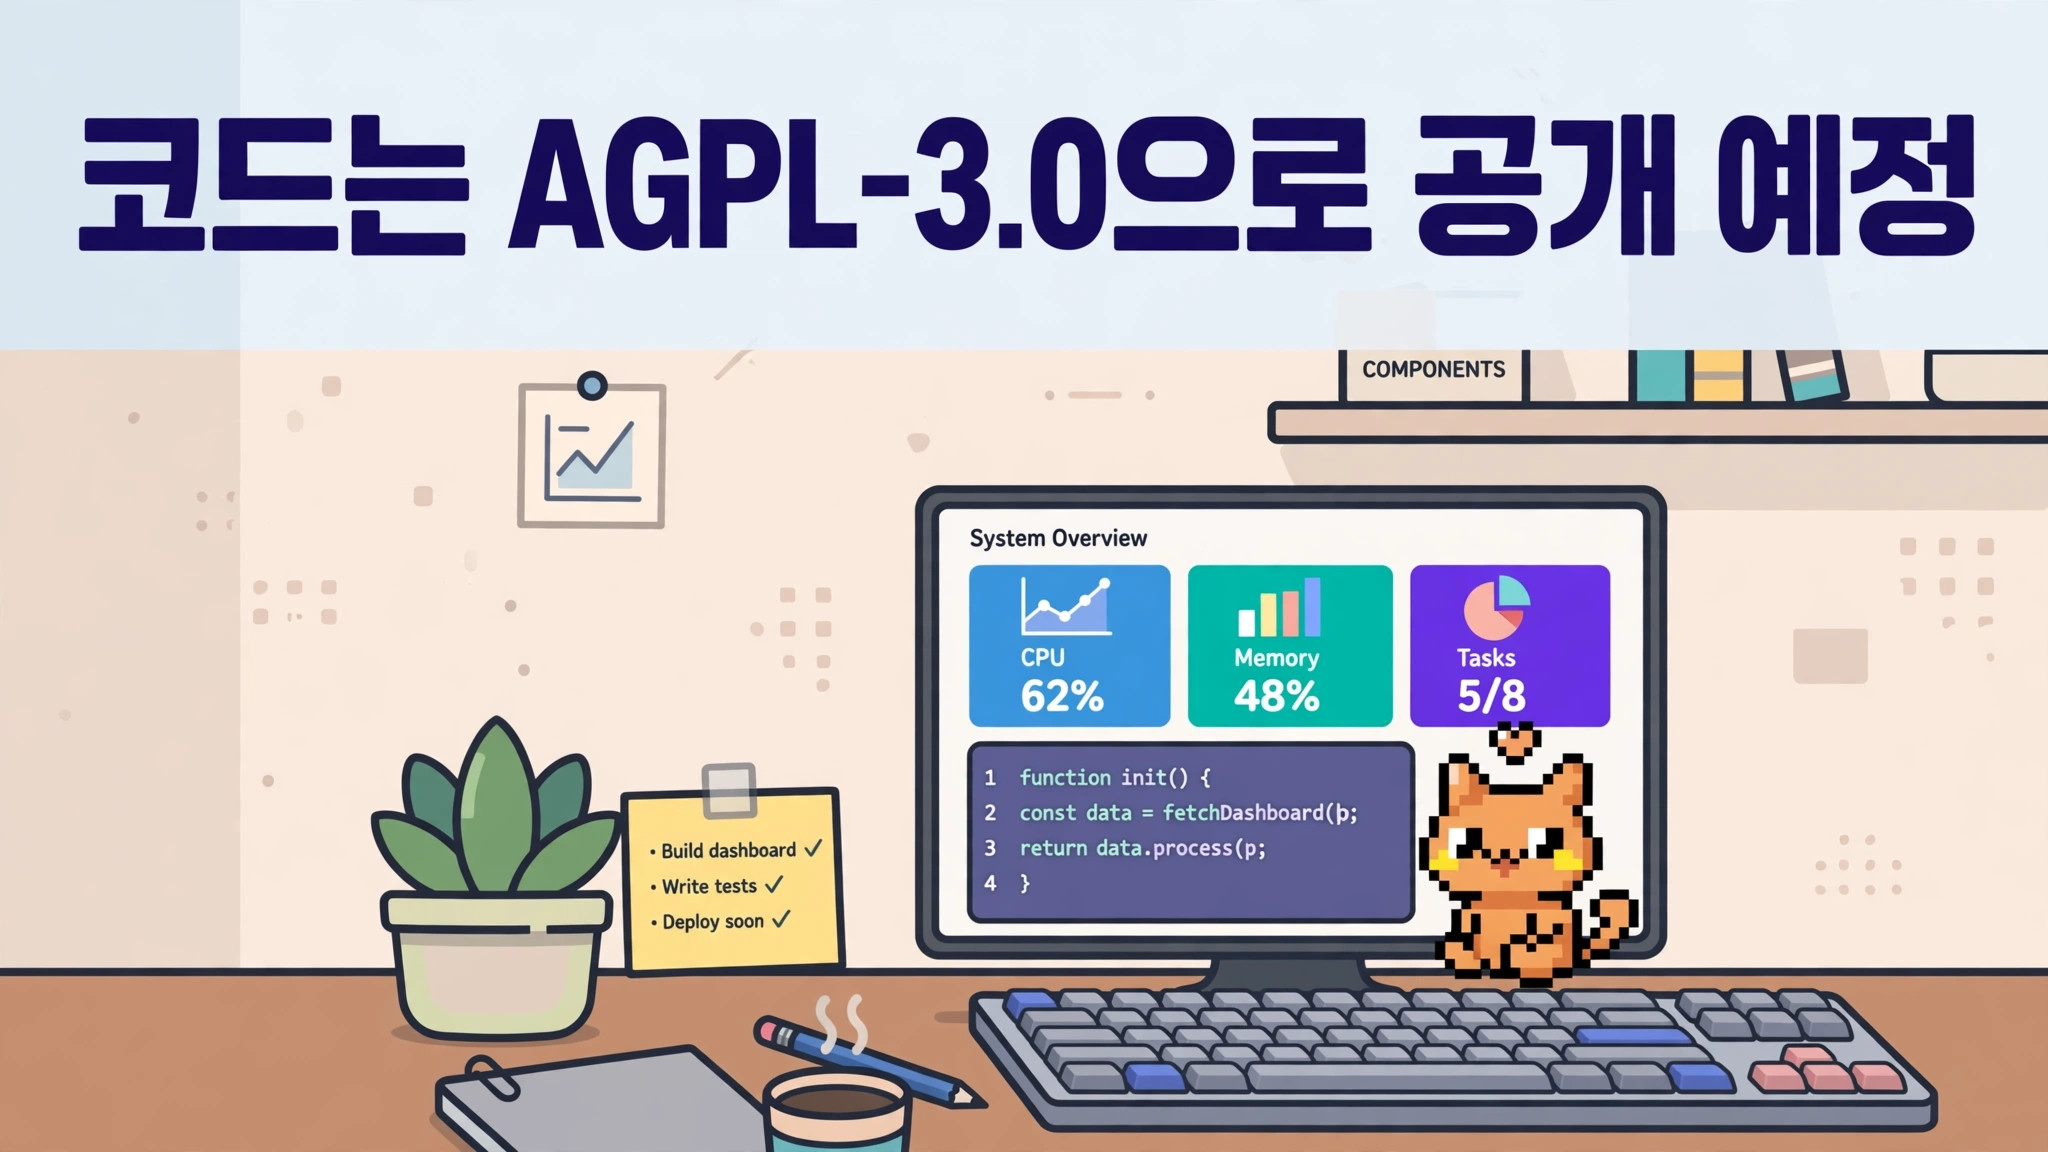 코드는 AGPL-3.0으로 공개 예정
COMPONENTS
System Overview
CPU
62%
Memory
48%
Tasks
5/8
1 function init() {
2 const data = fetchDashboard(þ;
3 return data.process(p;
4 }
• Build dashboard ✓
• Write tests ✓
• Deploy soon ✓